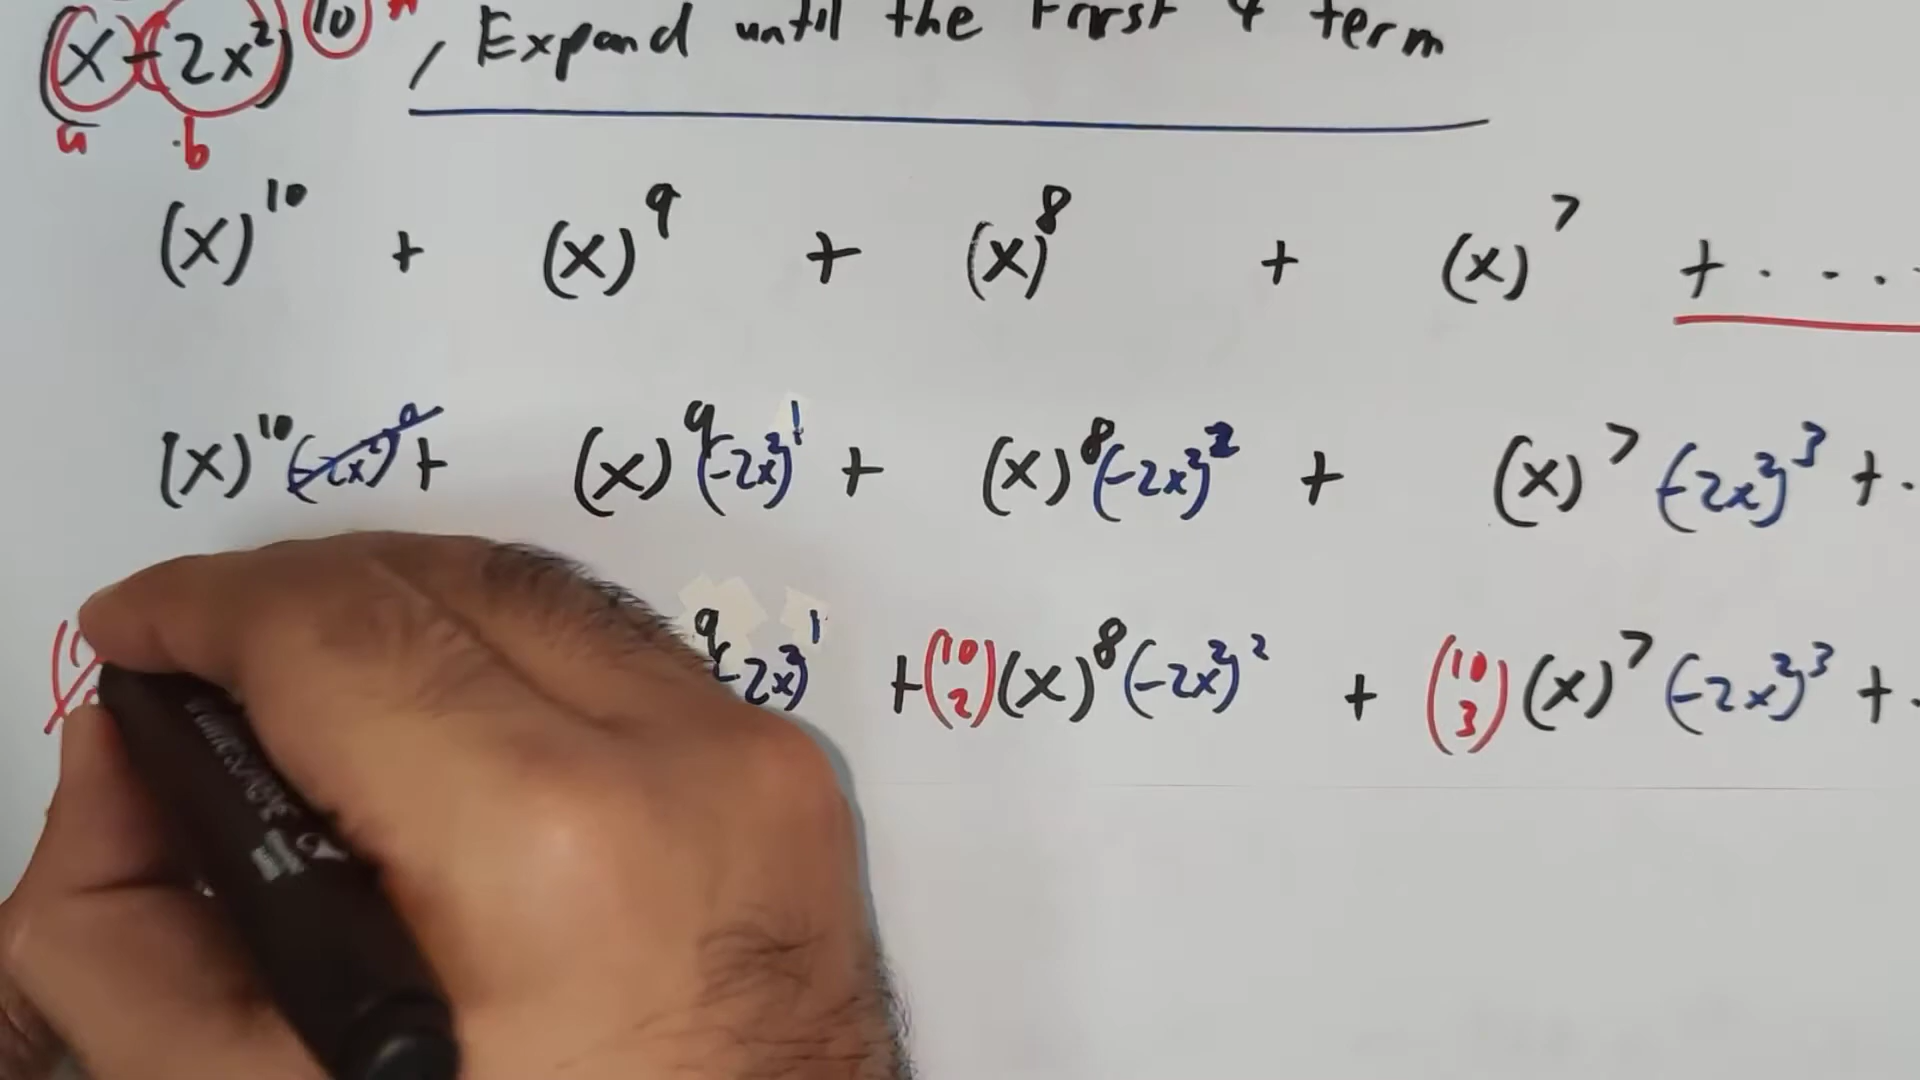 (x-2x²)¹⁰, Expand until the First 4 term
a b
(x)¹⁰ + (x)⁹ + (x)⁸ + (x)⁷ + . . . .
(x)¹⁰(-2x²)⁰ + (x)⁹(-2x²)¹ + (x)⁸(-2x²)² + (x)⁷(-2x²)³ + .
⁹(-2x²)¹ + (10 2)(x)⁸(-2x²)² + (10 3)(x)⁷(-2x²)³ + .